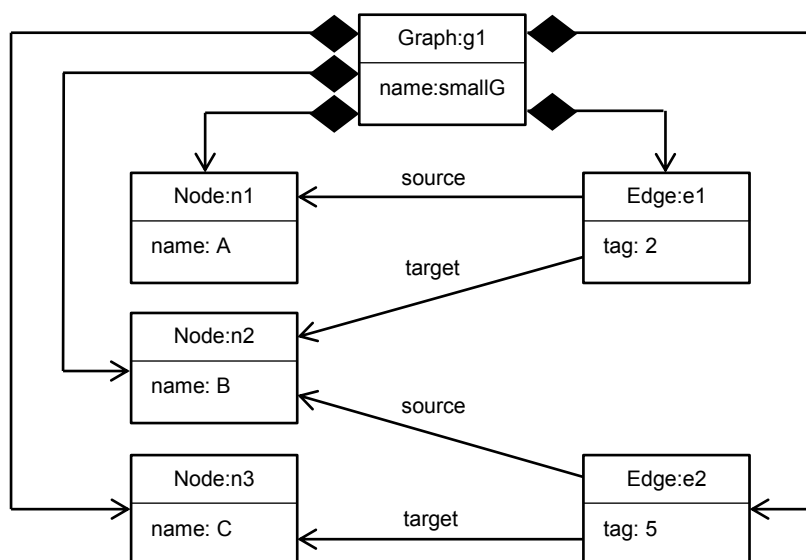 Graph:g1
name:smallG
Node:n1
name: A
source
Edge:e1
tag: 2
target
Node:n2
name: B
source
Node:n3
name: C
target
Edge:e2
tag: 5